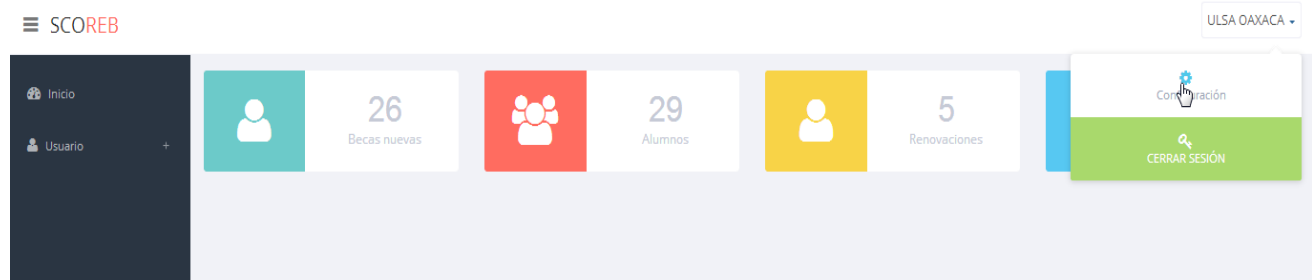 SCOREB
ULSA OAXACA
Inicio
Usuario +
26
Becas nuevas
29
Alumnos
5
Renovaciones
CERRAR SESIÓN